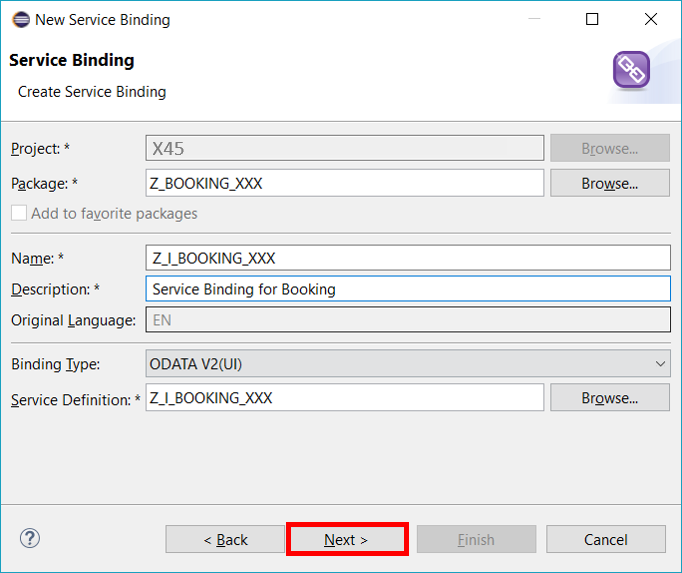 New Service Binding
Service Binding
Create Service Binding
Project: * X45 Browse...
Package: * Z_BOOKING_XXX Browse...
Add to favorite packages
Name: * Z_I_BOOKING_XXX
Description: * Service Binding for Booking
Original Language: EN
Binding Type: ODATA V2(UI)
Service Definition: * Z_I_BOOKING_XXX Browse...
? < Back Next > Finish Cancel